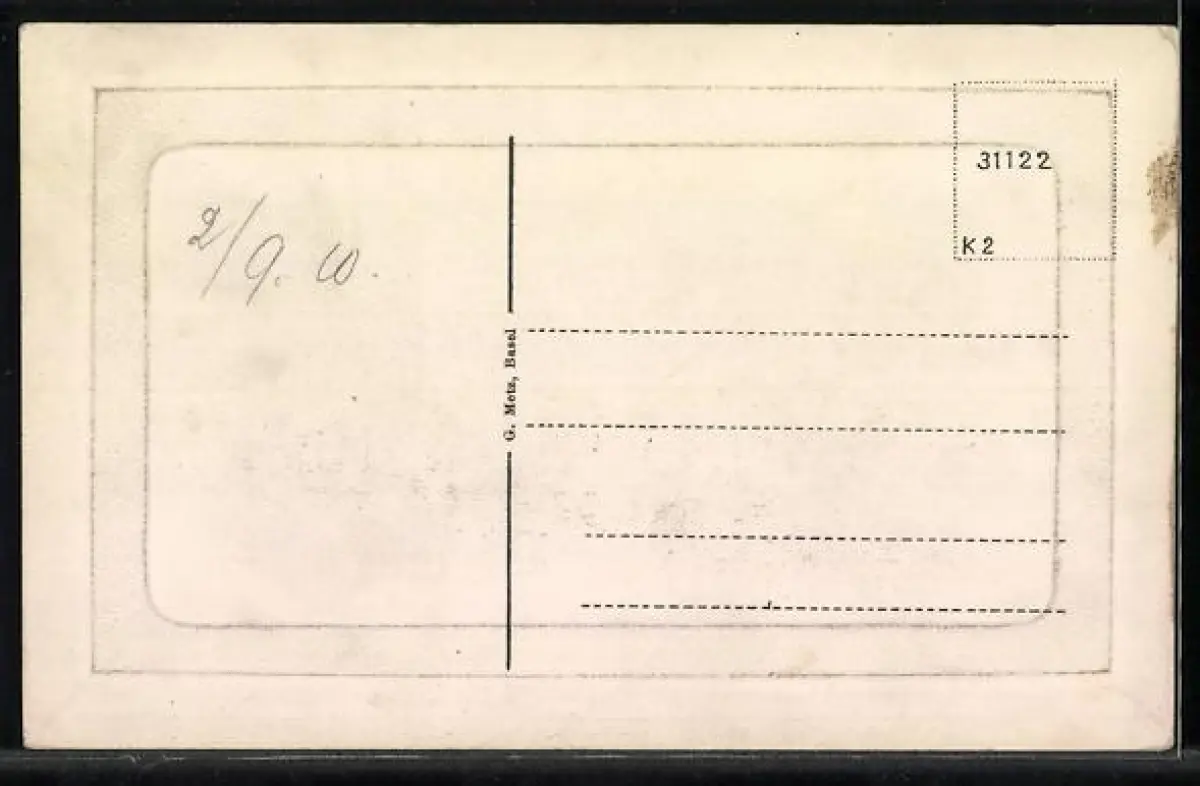 2/9. 10.
31122
K2
G. Metz, Basel